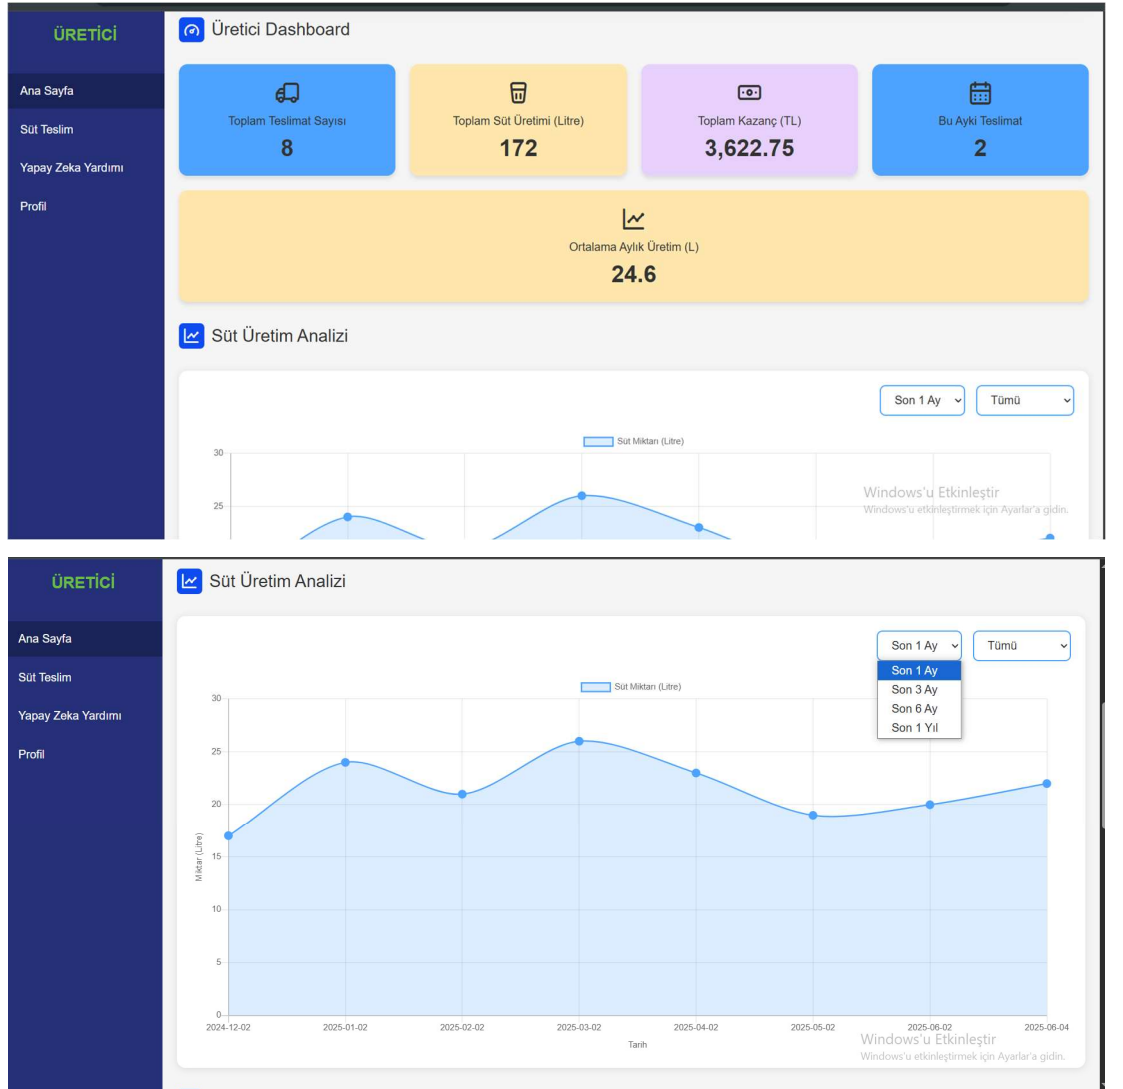 ÜRETİCİ
Ana Sayfa
Süt Teslim
Yapay Zeka Yardımı
Profil
Üretici Dashboard
Toplam Teslimat Sayısı
8
Toplam Süt Üretimi (Litre)
172
Toplam Kazanç (TL)
3,622.75
Bu Ayki Teslimat
2
Ortalama Aylık Üretim (L)
24.6
Süt Üretim Analizi
Son 1 Ay
Tümü
Süt Miktarı (Litre)
30
25
Windows'u Etkinleştir
Windows'u etkinleştirmek için Ayarlar'a gidin.
ÜRETİCİ
Ana Sayfa
Süt Teslim
Yapay Zeka Yardımı
Profil
Süt Üretim Analizi
Son 1 Ay
Tümü
Son 1 Ay
Son 3 Ay
Son 6 Ay
Son 1 Yıl
Süt Miktarı (Litre)
30
25
20
15
10
5
0
Miktar (Litre)
2024-12-02
2025-01-02
2025-02-02
2025-03-02
2025-04-02
2025-05-02
2025-06-02
2025-06-04
Tarih
Windows'u Etkinleştir
Windows'u etkinleştirmek için Ayarlar'a gidin.